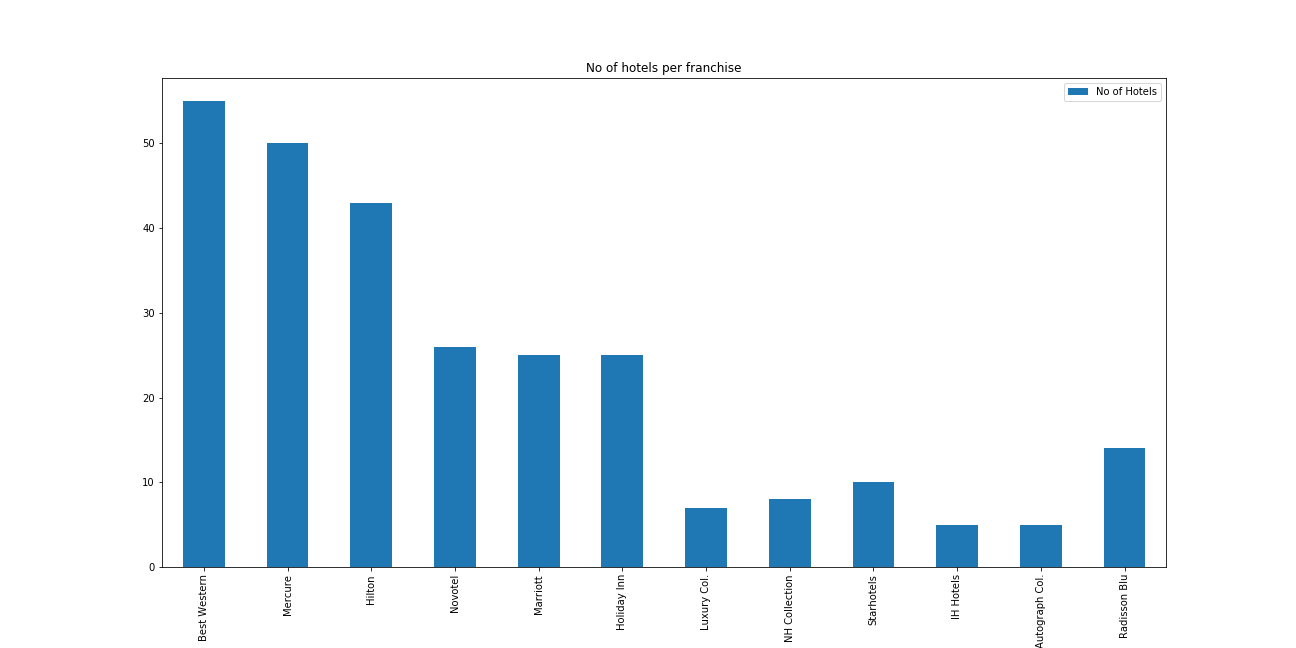 No of hotels per franchise
No of Hotels
50
40
30
20
10
0
Best Western
Mercure
Hilton
Novotel
Marriott
Holiday Inn
Luxury Col.
NH Collection
Starhotels
IH Hotels
Autograph Col.
Radisson Blu